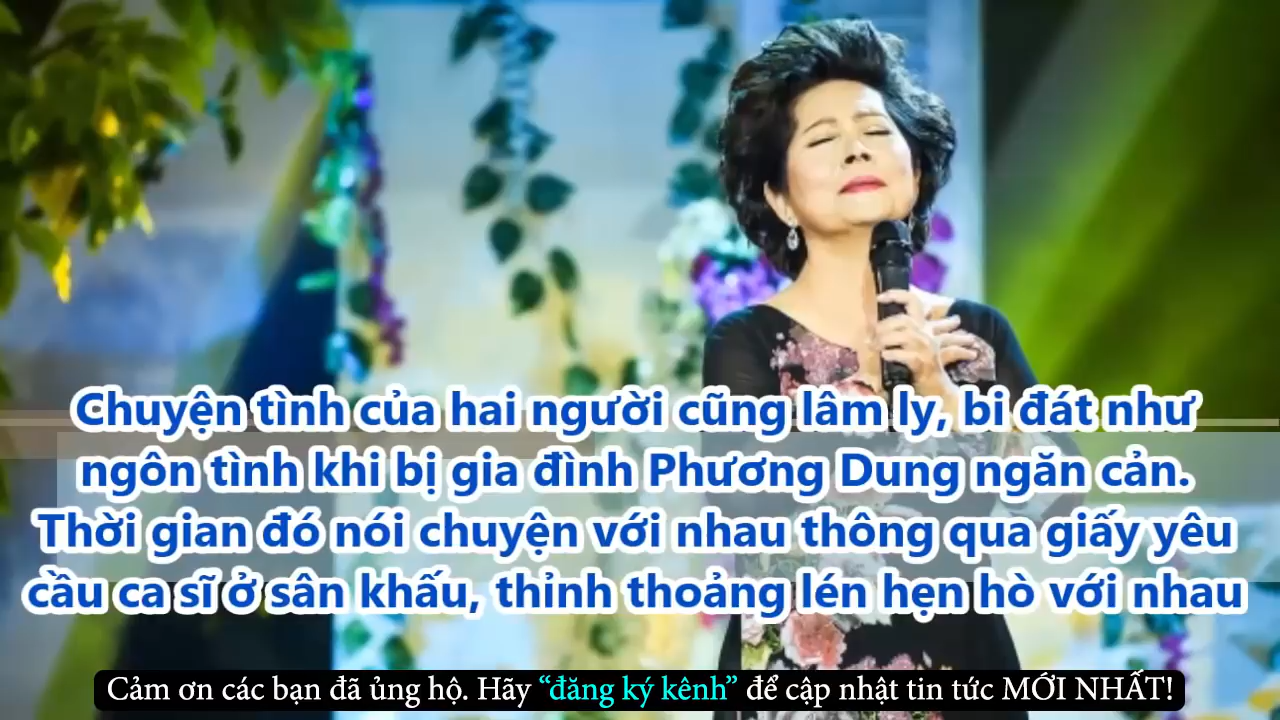 Chuyện tình của hai người cũng lâm ly, bi đát như
ngôn tình khi bị gia đình Phương Dung ngăn cản.
Thời gian đó nói chuyện với nhau thông qua giấy yêu
cầu ca sĩ ở sân khấu, thỉnh thoảng lén hẹn hò với nhau
Cảm ơn các bạn đã ủng hộ. Hãy “đăng ký kênh” để cập nhật tin tức MỚI NHẤT!